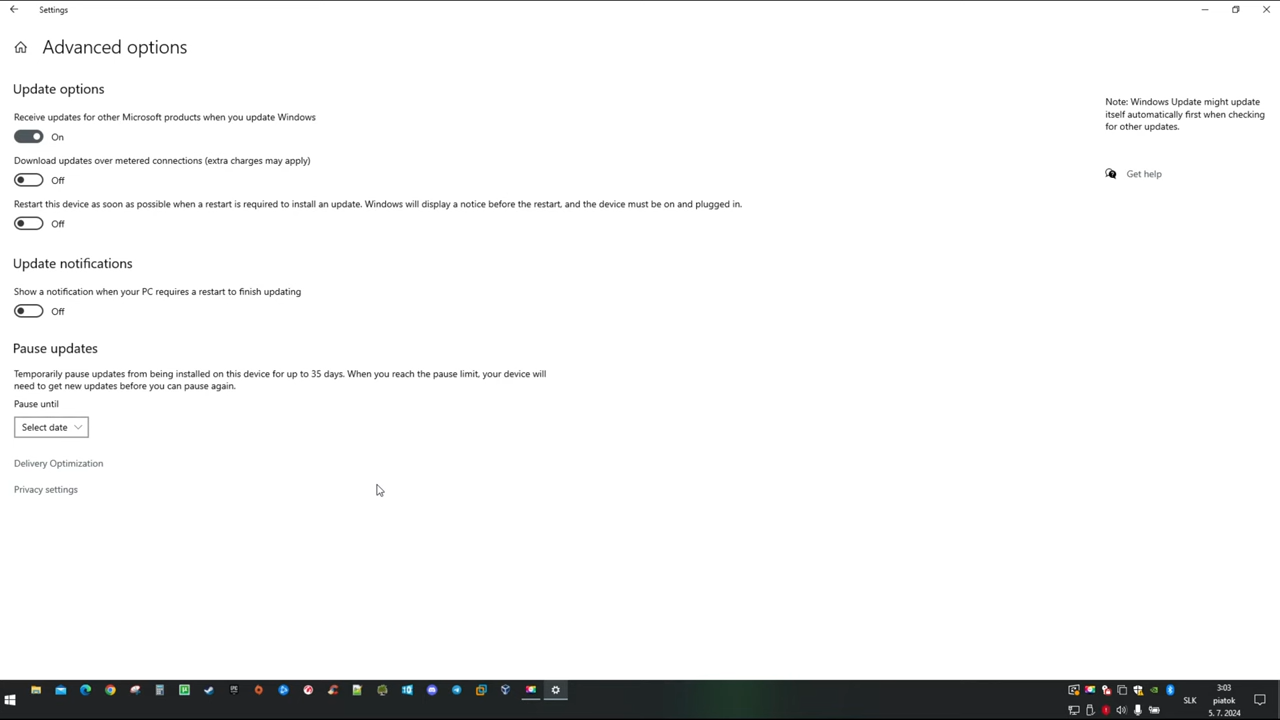 Settings
Advanced options
Update options
Receive updates for other Microsoft products when you update Windows
On
Download updates over metered connections (extra charges may apply)
Off
Restart this device as soon as possible when a restart is required to install an update. Windows will display a notice before the restart, and the device must be on and plugged in.
Off
Update notifications
Show a notification when your PC requires a restart to finish updating
Off
Pause updates
Temporarily pause updates from being installed on this device for up to 35 days. When you reach the pause limit, your device will
need to get new updates before you can pause again.
Pause until
Select date
Delivery Optimization
Privacy settings
Note: Windows Update might update
itself automatically first when checking
for other updates.
Get help
SLK
3:03
piatok
5. 7. 2024